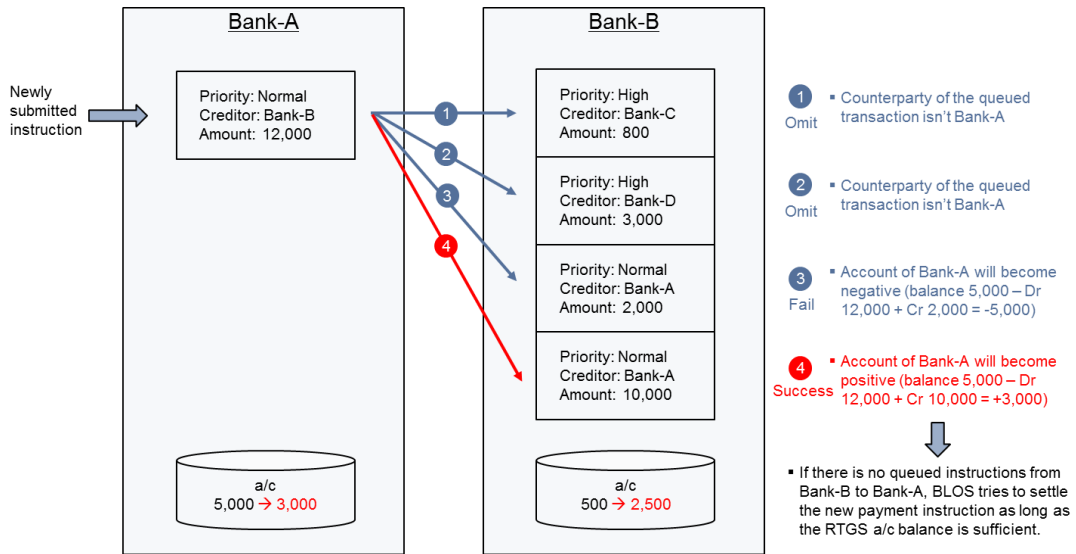 Bank-A
Bank-B
Newly
submitted
instruction
Priority: Normal
Creditor: Bank-B
Amount: 12,000
1
2
3
4
Priority: High
Creditor: Bank-C
Amount: 800
Priority: High
Creditor: Bank-D
Amount: 3,000
Priority: Normal
Creditor: Bank-A
Amount: 2,000
Priority: Normal
Creditor: Bank-A
Amount: 10,000
a/c
5,000 → 3,000
a/c
500 → 2,500
1
Omit
▪ Counterparty of the queued
transaction isn't Bank-A
2
Omit
▪ Counterparty of the queued
transaction isn't Bank-A
3
Fail
▪ Account of Bank-A will become
negative (balance 5,000 – Dr
12,000 + Cr 2,000 = -5,000)
4
Success
▪ Account of Bank-A will become
positive (balance 5,000 – Dr
12,000 + Cr 10,000 = +3,000)
▪ If there is no queued instructions from
Bank-B to Bank-A, BLOS tries to settle
the new payment instruction as long as
the RTGS a/c balance is sufficient.